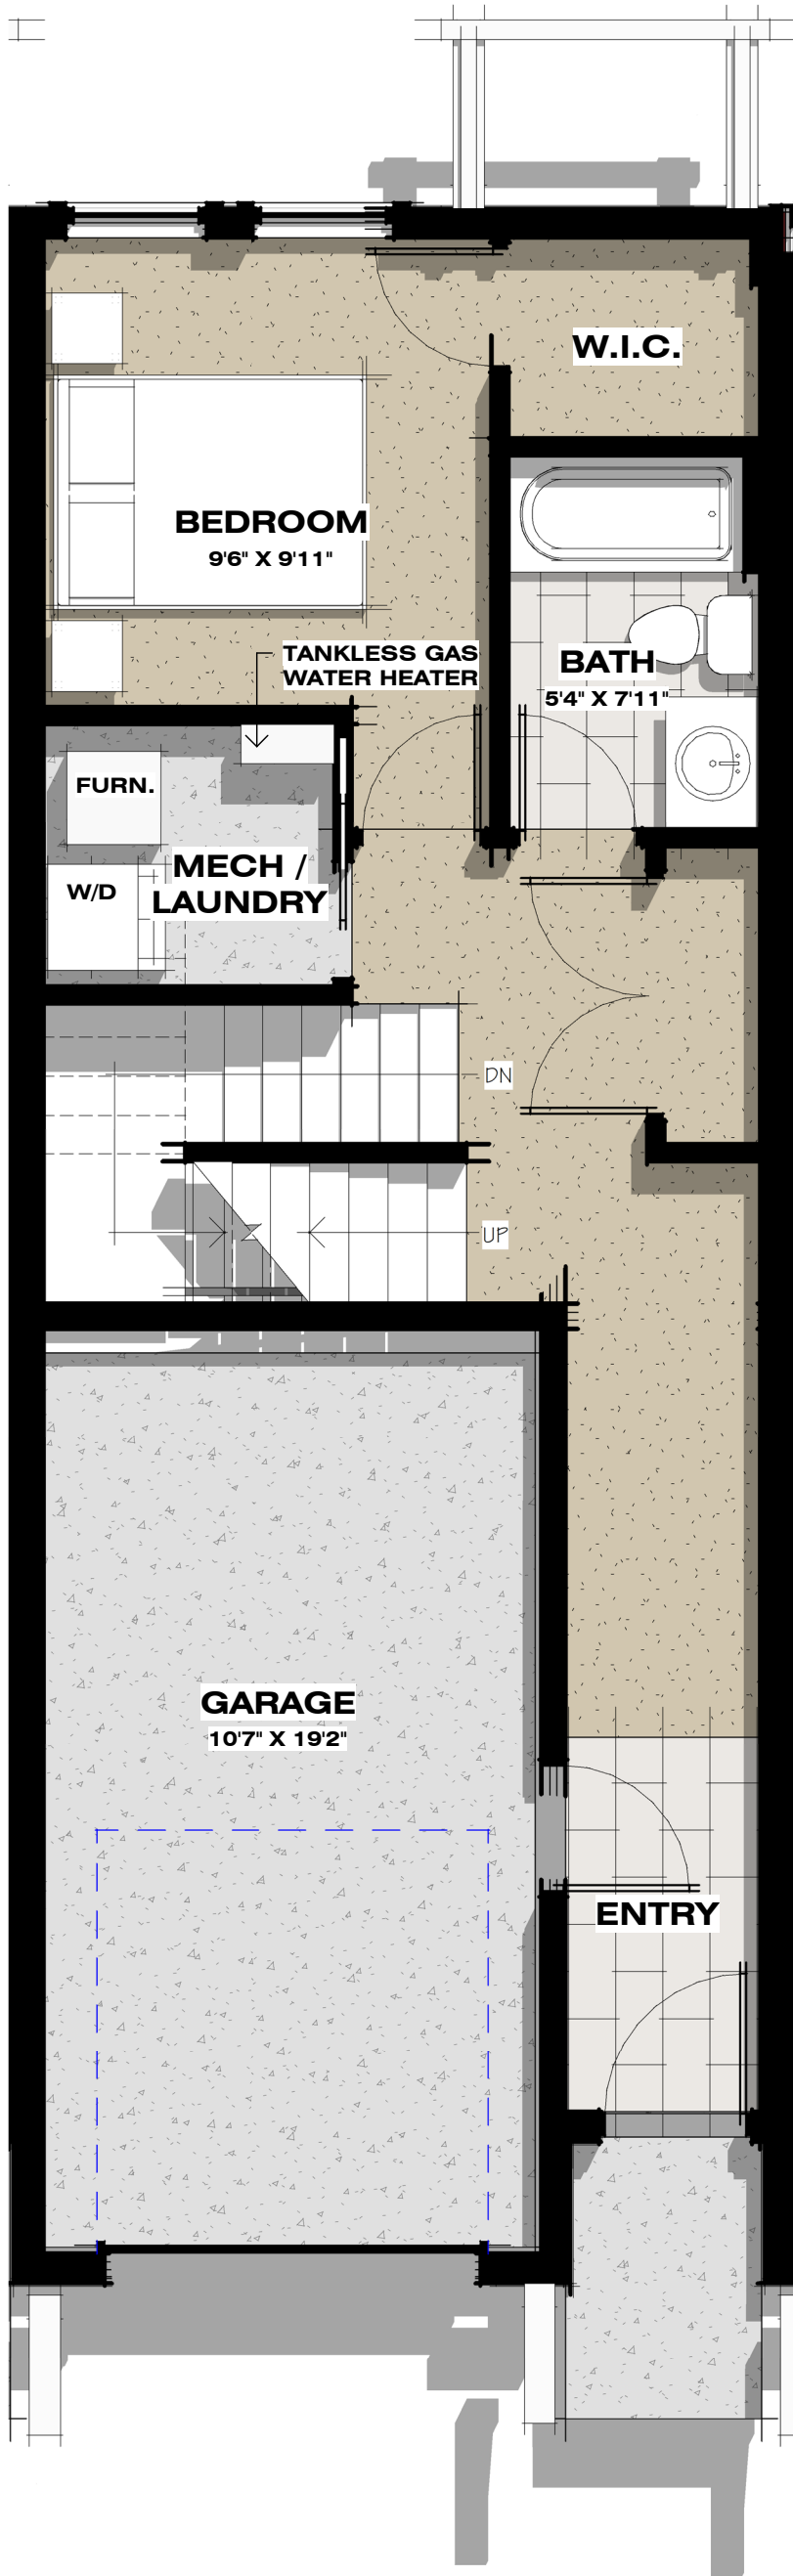 W.I.C.
BEDROOM
9'6" X 9'11"
TANKLESS GAS
WATER HEATER
BATH
5'4" X 7'11"
FURN.
MECH /
LAUNDRY
W/D
DN
UP
GARAGE
10'7" X 19'2"
ENTRY